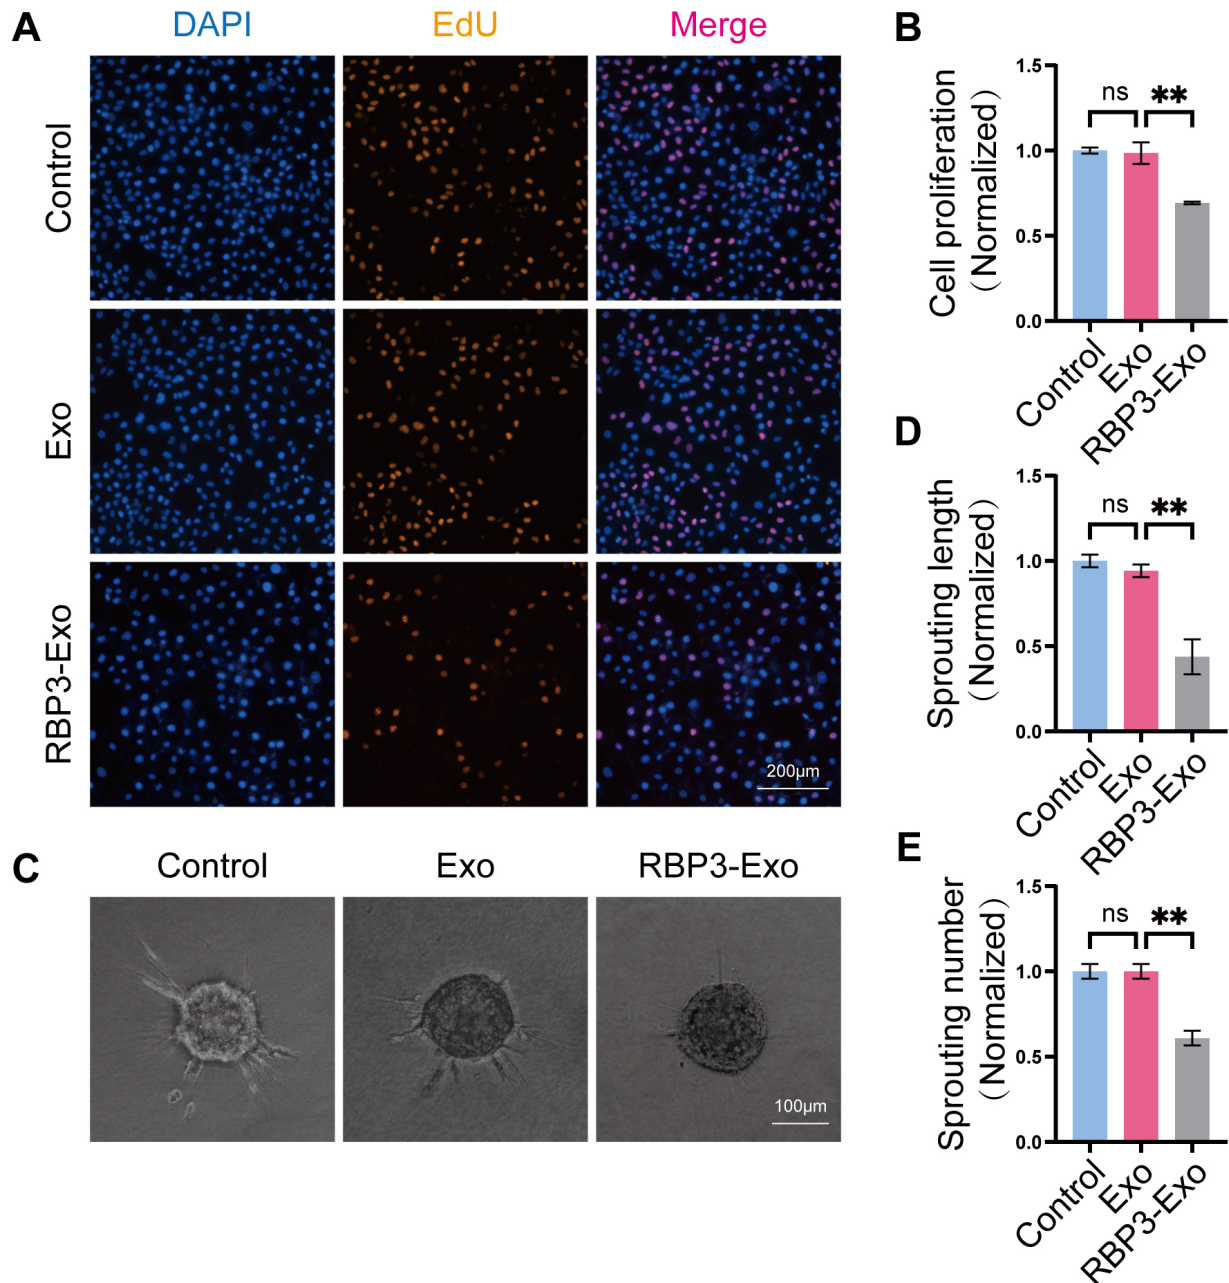 A
DAPI
EdU
Merge
Control
Exo
RBP3-Exo
200μm
B
Cell proliferation
(Normalized)
1.5
1.0
0.5
0.0
ns
**
Control
Exo
RBP3-Exo
C
Control
Exo
RBP3-Exo
100μm
D
Sprouting length
(Normalized)
1.5
1.0
0.5
0.0
ns
**
Control
Exo
RBP3-Exo
E
Sprouting number
(Normalized)
1.5
1.0
0.5
0.0
ns
**
Control
Exo
RBP3-Exo